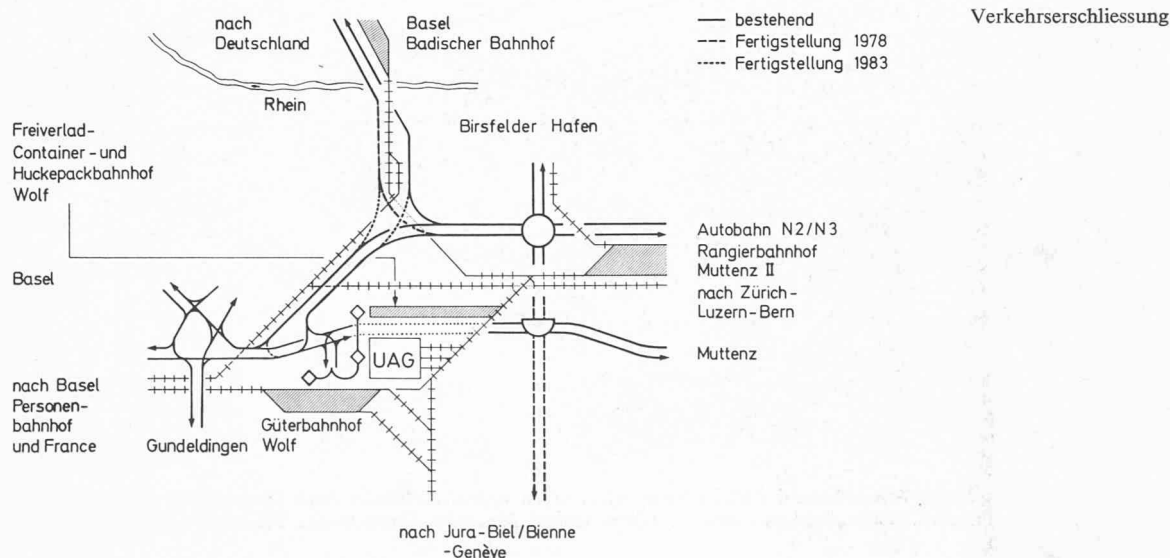 Verkehrserschliessung
nach
Deutschland
Basel
Badischer Bahnhof
bestehend
Fertigstellung 1978
Fertigstellung 1983
Rhein
Birsfelder Hafen
Freiverlad-
Container- und
Huckepackbahnhof
Wolf
Autobahn N2/N3
Rangierbahnhof
Muttenz II
nach Zürich-
Luzern-Bern
Basel
Muttenz
UAG
nach Basel
Personen-
bahnhof
und France
Gundeldingen
Güterbahnhof
Wolf
nach Jura-Biel/Bienne
-Genève